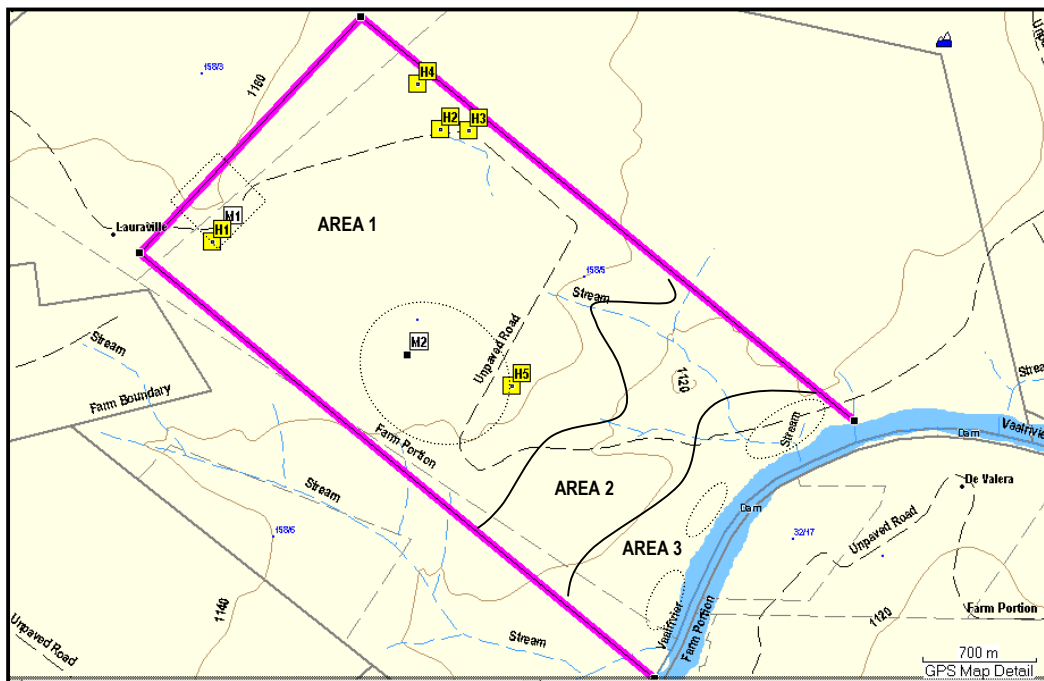 H4
158/3
1160
H2
H3
M1
AREA 1
Lauraville
H1
158/5
Stream
Stream
Unpaved Road
M2
H5
1120
Farm Boundary
Farm Portion
Stream
Vaalrivie
Dam
Stream
De Valera
AREA 2
Dam
32/17
Unpaved Road
158/6
AREA 3
1140
Farm Portion
1120
Unpaved Road
Stream
Vaalrivier
Farm Portion
700 m
GPS Map Detail